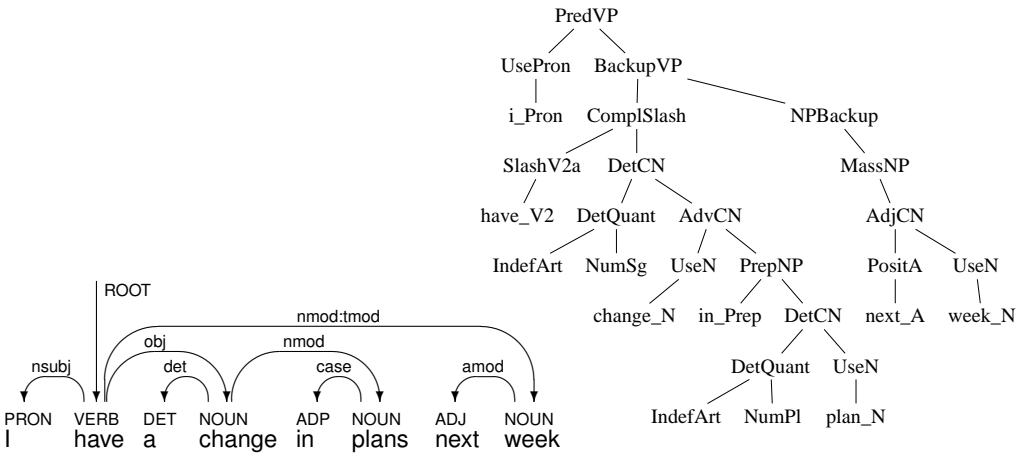 PredVP
UsePron BackupVP
i_Pron ComplSlash NPBackup
SlashV2a DetCN MassNP
have_V2 DetQuant AdvCN AdjCN
IndefArt NumSg UseN PrepNP PositA UseN
change_N in_Prep DetCN next_A week_N
DetQuant UseN
IndefArt NumPl plan_N
ROOT
nmod:tmod
obj nmod
nsubj det case amod
PRON VERB DET NOUN ADP NOUN ADJ NOUN
I have a change in plans next week